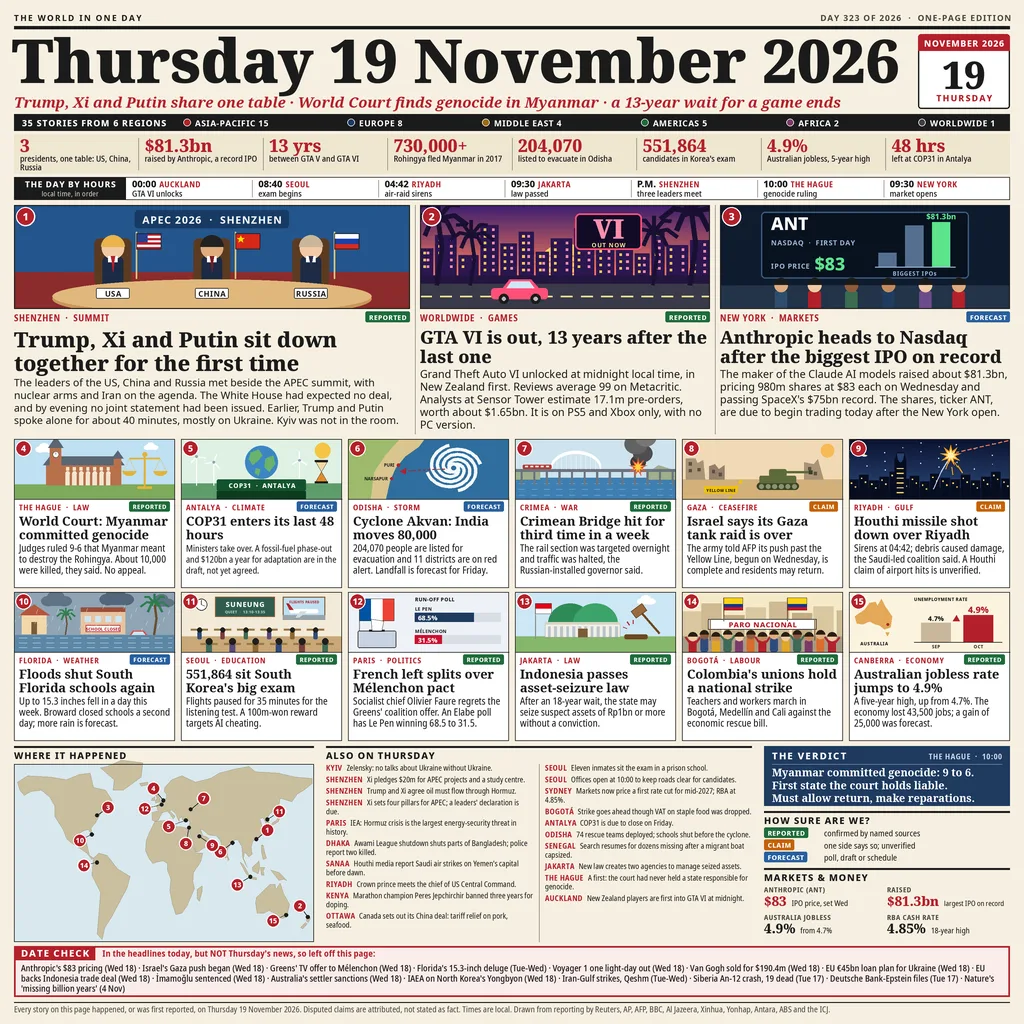 THE WORLD IN ONE DAY
DAY 323 OF 2026 · ONE-PAGE EDITION
Thursday 19 November 2026
NOVEMBER 2026
19
THURSDAY
Trump, Xi and Putin share one table · World Court finds genocide in Myanmar · a 13-year wait for a game ends
35 STORIES FROM 6 REGIONS
ASIA-PACIFIC 15
EUROPE 8
MIDDLE EAST 4
AMERICAS 5
AFRICA 2
WORLDWIDE 1
3
presidents, one table: US, China,
Russia
$81.3bn
raised by Anthropic, a record IPO
13 yrs
between GTA V and GTA VI
730,000+
Rohingya fled Myanmar in 2017
204,070
listed to evacuate in Odisha
551,864
candidates in Korea's exam
4.9%
Australian jobless, 5-year high
48 hrs
left at COP31 in Antalya
THE DAY BY HOURS
local time, in order
00:00 AUCKLAND
GTA VI unlocks
08:40 SEOUL
exam begins
04:42 RIYADH
air-raid sirens
09:30 JAKARTA
law passed
P.M. SHENZHEN
three leaders meet
10:00 THE HAGUE
genocide ruling
09:30 NEW YORK
market opens
1
APEC 2026 · SHENZHEN
USA
CHINA
RUSSIA
SHENZHEN · SUMMIT
REPORTED
Trump, Xi and Putin sit down
together for the first time
The leaders of the US, China and Russia met beside the APEC summit, with
nuclear arms and Iran on the agenda. The White House had expected no deal,
and by evening no joint statement had been issued. Earlier, Trump and Putin
spoke alone for about 40 minutes, mostly on Ukraine. Kyiv was not in the room.
2
VI
OUT NOW
WORLDWIDE · GAMES
REPORTED
GTA VI is out, 13 years after the
last one
Grand Theft Auto VI unlocked at midnight local time, in
New Zealand first. Reviews average 99 on Metacritic.
Analysts at Sensor Tower estimate 17.1m pre-orders,
worth about $1.65bn. It is on PS5 and Xbox only, with no
PC version.
3
ANT
NASDAQ · FIRST DAY
IPO PRICE $83
$81.3bn
BIGGEST IPOs
NEW YORK · MARKETS
FORECAST
Anthropic heads to Nasdaq
after the biggest IPO on record
The maker of the Claude AI models raised about $81.3bn,
pricing 980m shares at $83 each on Wednesday and
passing SpaceX's $75bn record. The shares, ticker ANT,
are due to begin trading today after the New York open.
4
THE HAGUE · LAW
REPORTED
World Court: Myanmar
committed genocide
Judges ruled 9-6 that Myanmar meant
to destroy the Rohingya. About 10,000
were killed, they said. No appeal.
5
COP31 · ANTALYA
ANTALYA · CLIMATE
FORECAST
COP31 enters its last 48
hours
Ministers take over. A fossil-fuel phase-out
and $120bn a year for adaptation are in the
draft, not yet agreed.
6
PURI
NARSAPUR
ODISHA · STORM
FORECAST
Cyclone Akvan: India
moves 80,000
204,070 people are listed for
evacuation and 11 districts are on red
alert. Landfall is forecast for Friday.
7
CRIMEA · WAR
REPORTED
Crimean Bridge hit for
third time in a week
The rail section was targeted overnight
and traffic was halted, the
Russian-installed governor said.
8
YELLOW LINE
GAZA · CEASEFIRE
CLAIM
Israel says its Gaza
tank raid is over
The army told AFP its push past the
Yellow Line, begun on Wednesday, is
complete and residents may return.
9
RIYADH · GULF
CLAIM
Houthi missile shot
down over Riyadh
Sirens at 04:42; debris caused damage,
the Saudi-led coalition said. A Houthi
claim of airport hits is unverified.
10
SCHOOL CLOSED
FLORIDA · WEATHER
FORECAST
Floods shut South
Florida schools again
Up to 15.3 inches fell in a day this
week. Broward closed schools a second
day; more rain is forecast.
11
SUNEUNG
QUIET 13:10-13:35
FLIGHTS PAUSED
SEOUL · EDUCATION
REPORTED
551,864 sit South
Korea's big exam
Flights paused for 35 minutes for the
listening test. A 100m-won reward
targets AI cheating.
12
RUN-OFF POLL
LE PEN
68.5%
MÉLENCHON
31.5%
PARIS · POLITICS
REPORTED
French left splits over
Mélenchon pact
Socialist chief Olivier Faure regrets the
Greens' coalition offer. An Elabe poll
has Le Pen winning 68.5 to 31.5.
13
JAKARTA · LAW
REPORTED
Indonesia passes
asset-seizure law
After an 18-year wait, the state may
seize suspect assets of Rp1bn or more
without a conviction.
14
PARO NACIONAL
BOGOTÁ · LABOUR
REPORTED
Colombia's unions hold
a national strike
Teachers and workers march in
Bogotá, Medellín and Cali against the
economic rescue bill.
15
AUSTRALIA
UNEMPLOYMENT RATE
4.7%
4.9%
SEP
OCT
CANBERRA · ECONOMY
REPORTED
Australian jobless rate
jumps to 4.9%
A five-year high, up from 4.7%. The
economy lost 43,500 jobs; a gain of
25,000 was forecast.
WHERE IT HAPPENED
4
7
3
12
11
5
1
10
8
9
6
14
13
2
15
ALSO ON THURSDAY
KYIV Zelensky: no talks about Ukraine without Ukraine.
SHENZHEN Xi pledges $20m for APEC projects and a study centre.
SHENZHEN Trump and Xi agree oil must flow through Hormuz.
SHENZHEN Xi sets four pillars for APEC; a leaders' declaration is
due.
PARIS IEA: Hormuz crisis is the largest energy-security threat in
history.
DHAKA Awami League shutdown shuts parts of Bangladesh; police
report two killed.
SANAA Houthi media report Saudi air strikes on Yemen's capital
before dawn.
RIYADH Crown prince meets the chief of US Central Command.
KENYA Marathon champion Peres Jepchirchir banned three years for
doping.
OTTAWA Canada sets out its China deal: tariff relief on port,
seafood.
SEOUL Eleven inmates sit the exam in a prison school.
SEOUL Offices open at 10:00 to keep roads clear for candidates.
SYDNEY Markets now price a rate cut for mid-2027; RBA at
4.85%.
BOGOTÁ Strike goes ahead though VAT on staple food was dropped.
ANTALYA COP31 is due to close on Friday.
ODISHA 74 rescue teams deployed; schools shut before the cyclone.
SENEGAL Search resumes for dozens missing after a migrant boat
capsized.
JAKARTA New law creates two agencies to manage seized assets.
THE HAGUE A first: the court had never held a state responsible for
genocide.
AUCKLAND New Zealand players are first into GTA VI at midnight.
THE VERDICT
THE HAGUE · 10:00
Myanmar committed genocide: 9 to 6.
First state the court holds liable.
Must allow return, make reparations.
HOW SURE ARE WE?
REPORTED confirmed by named sources
CLAIM one side says so; unverified
FORECAST poll, draft or schedule
MARKETS & MONEY
ANTHROPIC (ANT)
$83 IPO price, set Wed
RAISED
$81.3bn largest IPO on record
AUSTRALIA JOBLESS
4.9% from 4.7%
RBA CASH RATE
4.85% 18-year high
DATE CHECK
In the headlines today, but NOT Thursday's news, so left off this page:
Anthropic's $83 pricing (Wed 18) · Israel's Gaza push began (Wed 18) · Greens' TV offer to Mélenchon (Wed 18) · Florida's 15.3-inch deluge (Tue-Wed) · Voyager 1 one light-day out (Wed 18) · Van Gogh sold for $190.4m (Wed 18) · EU €45bn loan plan for Ukraine (Wed 18) · EU
backs Indonesia trade deal (Wed 18) · İmamoğlu sentenced (Wed 18) · Australia's settler sanctions (Wed 18) · IAEA on North Korea's Yongbyon (Wed 18) · Iran-Gulf strikes, Qeshm (Tue-Wed) · Siberia An-12 crash, 19 dead (Tue 17) · Deutsche Bank-Epstein files (Tue 17) · Nature's
'missing billion years' (4 Nov)
Every story on this page happened, or was first reported, on Thursday 19 November 2026. Disputed claims are attributed, not stated as fact. Times are local. Drawn from reporting by Reuters, AP, AFP, BBC, Al Jazeera, Xinhua, Yonhap, Antara, ABS and the ICJ.